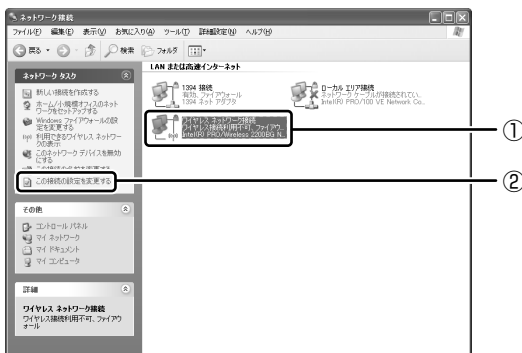 ネットワーク接続
ファイル(F) 編集(E) 表示(V) お気に入り(A) ツール(T) 詳細設定(N) ヘルプ(H)
戻る 検索 フォルダ
ネットワーク タスク
新しい接続を作成する
ホーム/小規模オフィスのネット
ワークをセットアップする
Windows ファイアウォールの設
定を変更する
利用できるワイヤレス ネットワー
クの表示
このネットワーク デバイスを無効
にする
この接続の名前を変更する
この接続の設定を変更する
その他
コントロール パネル
マイ ネットワーク
マイ ドキュメント
マイ コンピュータ
詳細
ワイヤレス ネットワーク接続
ワイヤレス接続利用不可、ファイアウ
ォール
LAN または高速インターネット
1394 接続
有効、ファイアウォール
1394 ネット アダプタ
ローカル エリア接続
ネットワーク ケーブルが接続されてい...
Intel(R) PRO/100 VE Network Co...
ワイヤレス ネットワーク接続
ワイヤレス接続利用不可、ファイアウ...
Intel(R) PRO/Wireless 2200BG N...
①
②